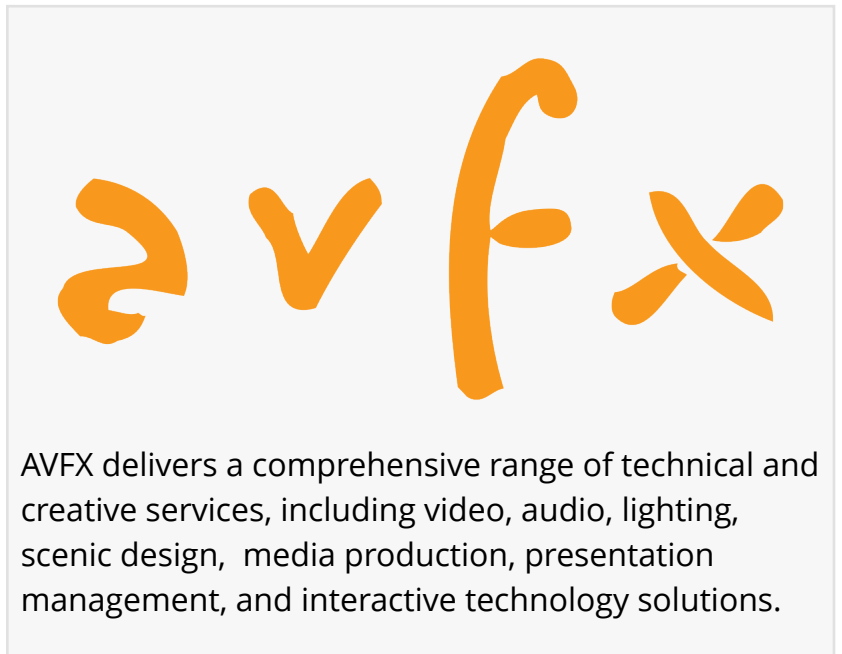 avfx
AVFX delivers a comprehensive range of technical and
creative services, including video, audio, lighting,
scenic design,  media production, presentation
management, and interactive technology solutions.